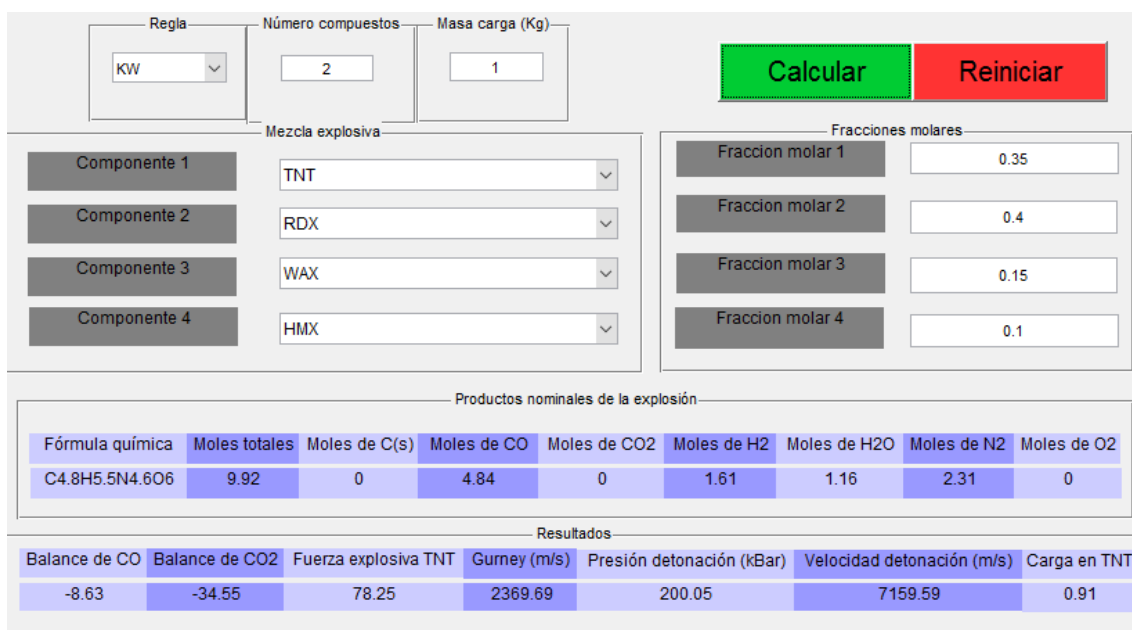 Regla Número compuestos Masa carga (Kg)
KW 2 1 Calcular Reiniciar
Mezcla explosiva Fracciones molares
Componente 1 TNT Fraccion molar 1 0.35
Componente 2 RDX Fraccion molar 2 0.4
Componente 3 WAX Fraccion molar 3 0.15
Componente 4 HMX Fraccion molar 4 0.1
Productos nominales de la explosión
Fórmula química Moles totales Moles de C(s) Moles de CO Moles de CO2 Moles de H2 Moles de H2O Moles de N2 Moles de O2
C4.8H5.5N4.6O6 9.92 0 4.84 0 1.61 1.16 2.31 0
Resultados
Balance de CO Balance de CO2 Fuerza explosiva TNT Gurney (m/s) Presión detonación (kBar) Velocidad detonación (m/s) Carga en TNT
-8.63 -34.55 78.25 2369.69 200.05 7159.59 0.91